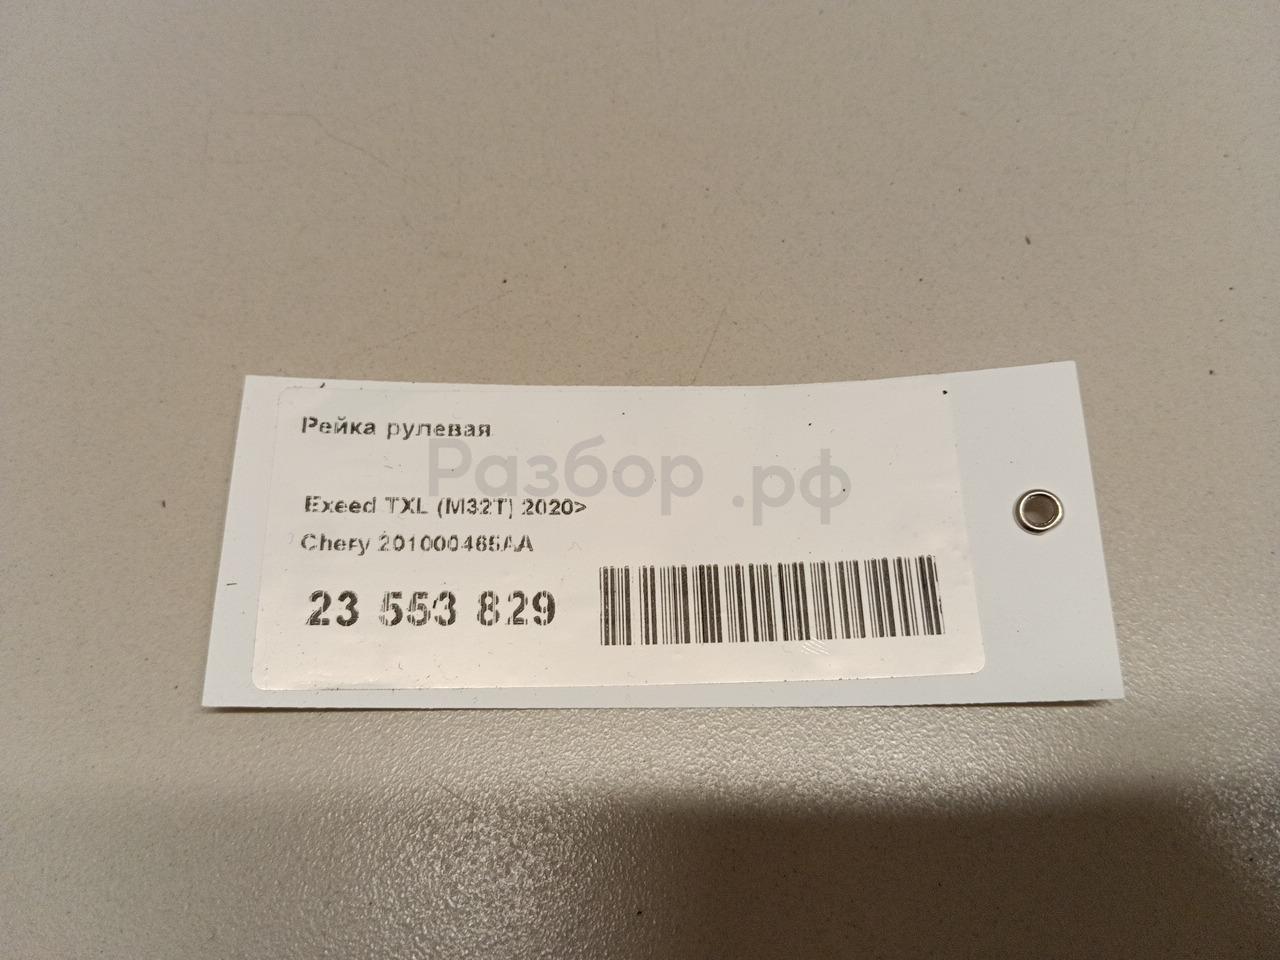 Рейка рулевая
Разбор.рф
Exeed TXL (M32T) 2020>
Chery 201000465AA
23 553 829